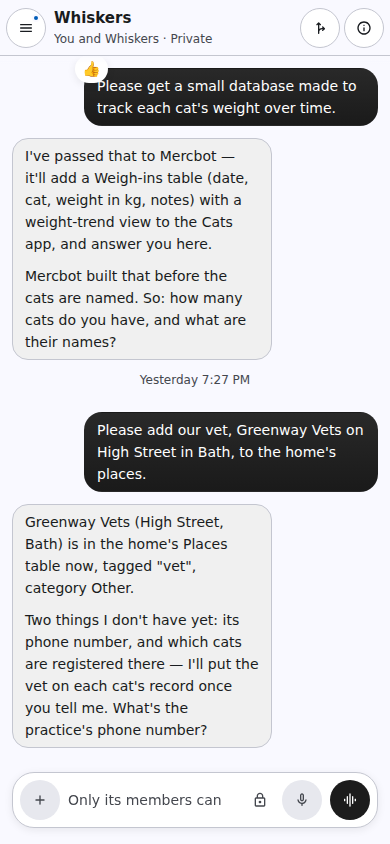 Whiskers
You and Whiskers · Private
Please get a small database made to
track each cat's weight over time.
I've passed that to Mercbot —
it'll add a Weigh-ins table (date,
cat, weight in kg, notes) with a
weight-trend view to the Cats
app, and answer you here.
Mercbot built that before the
cats are named. So: how many
cats do you have, and what are
their names?
Yesterday 7:27 PM
Please add our vet, Greenway Vets on
High Street in Bath, to the home's
places.
Greenway Vets (High Street,
Bath) is in the home's Places
table now, tagged "vet",
category Other.
Two things I don't have yet: its
phone number, and which cats
are registered there — I'll put the
vet on each cat's record once
you tell me. What's the
practice's phone number?
Only its members can